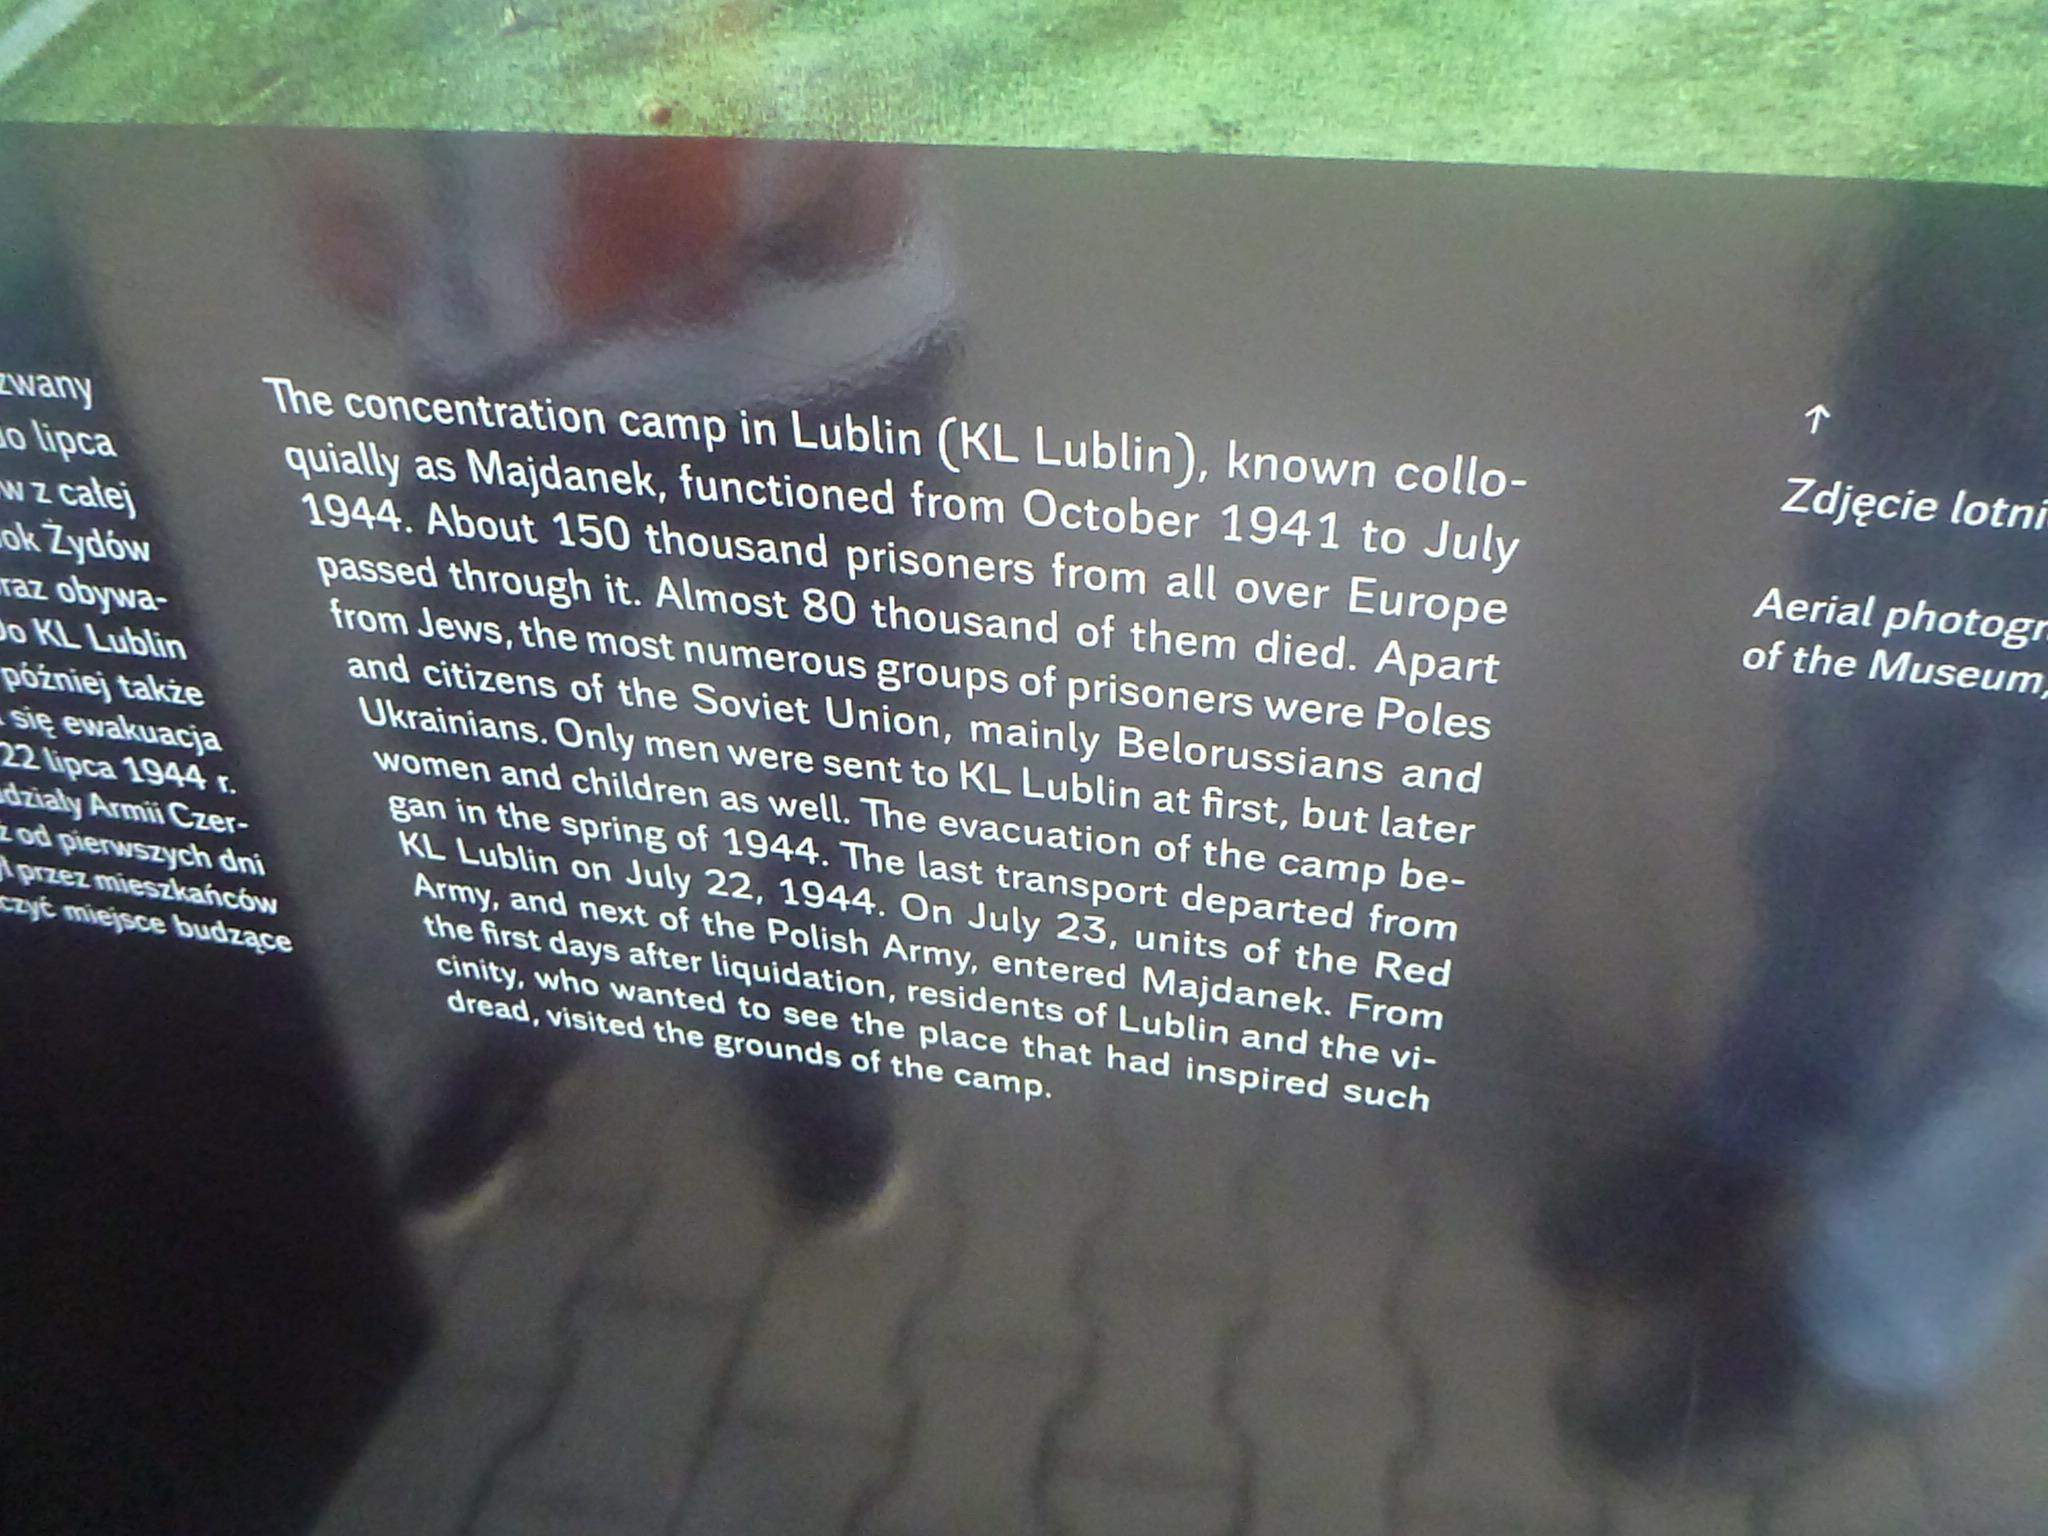 zwany
do lipca
w z całej
ok Żydów
oraz obywa-
Do KL Lublin
później także
się ewakuacja
22 lipca 1944 r.
Armii Czer-
od pierwszych dni
przez mieszkańców
miejsce budzące
The concentration camp in Lublin (KL Lublin), known collo-
quially as Majdanek, functioned from October 1941 to July
1944. About 150 thousand prisoners from all over Europe
passed through it. Almost 80 thousand of them died. Apart
from Jews, the most numerous groups of prisoners were Poles
and citizens of the Soviet Union, mainly Belorussians and
Ukrainians. Only men were sent to KL Lublin at first, but later
women and children as well. The evacuation of the camp be-
gan in the spring of 1944. The last transport departed from
KL Lublin on July 22, 1944. On July 23, units of the Red
Army, and next of the Polish Army, entered Majdanek. From
the first days after liquidation, residents of Lublin and the vi-
cinity, who wanted to see the place that had inspired such
dread, visited the grounds of the camp.
↑
Zdjęcie
Aerial
of the Museum,